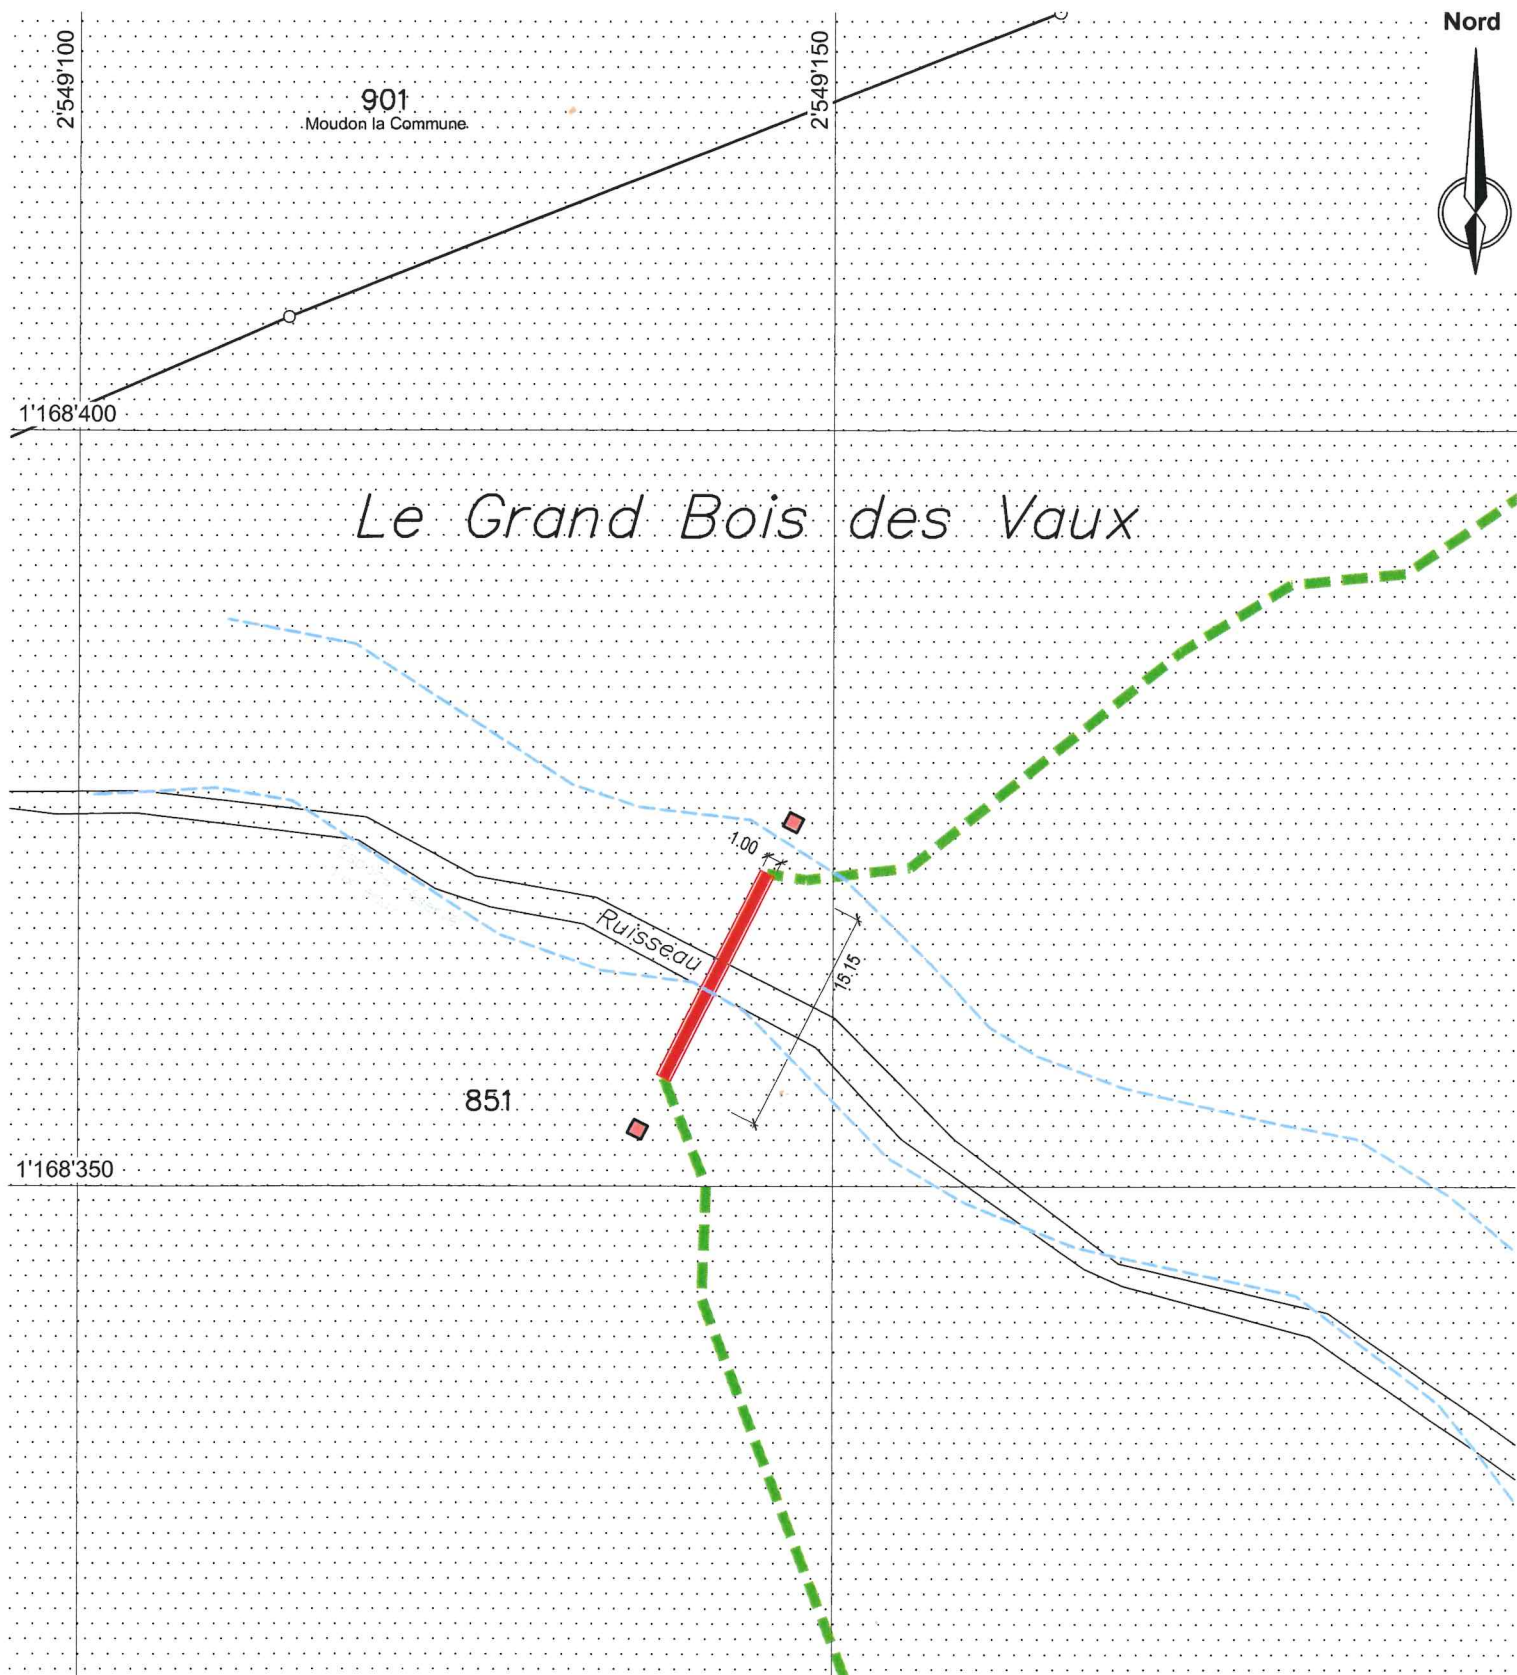 Nord
2'549'100
2'549'150
901
Moudon la Commune
1'168'400
Le Grand Bois des Vaux
1.00
Ruisseau
15.15
851
1'168'350